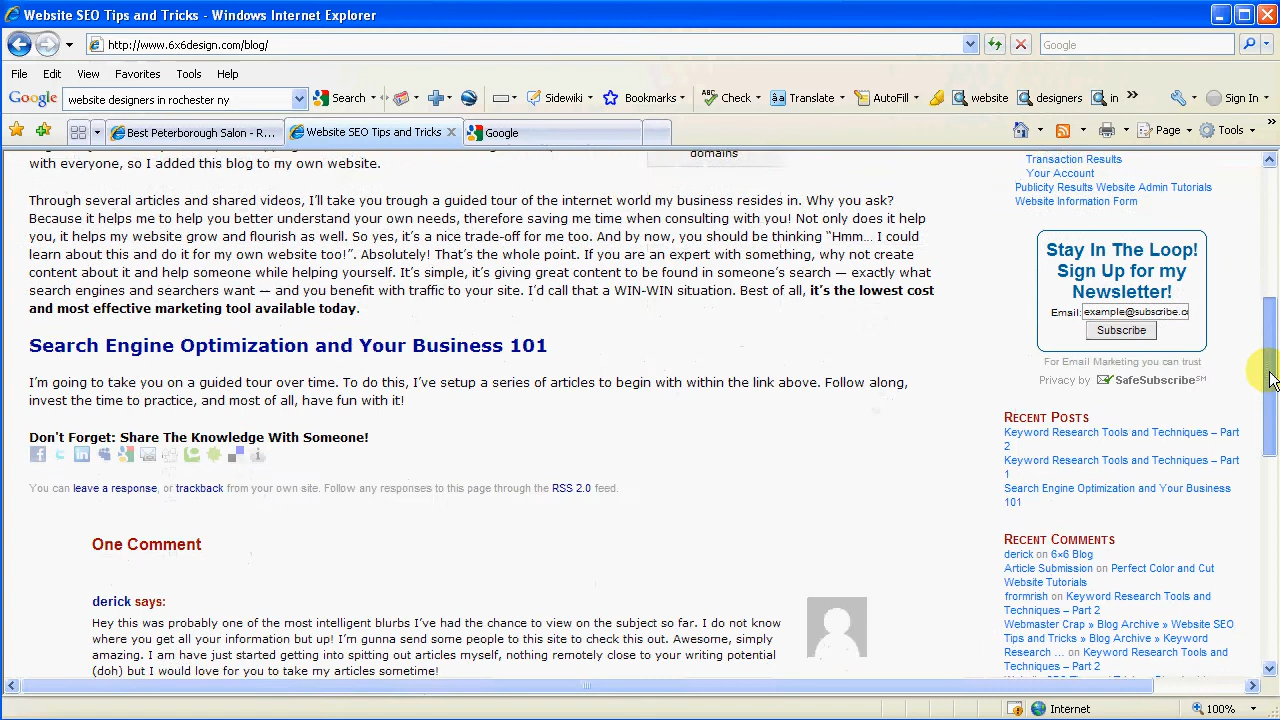 Website SEO Tips and Tricks - Windows Internet Explorer
http://www.6x6design.com/blog/
Google
File Edit View Favorites Tools Help
Google website designers in rochester ny Search Sidewiki Bookmarks Check Translate AutoFill website designers in Sign In
Best Peterborough Salon - R... Website SEO Tips and Tricks Google Page Tools
with everyone, so I added this blog to my own website.
domains
Through several articles and shared videos, I'll take you trough a guided tour of the internet world my business resides in. Why you ask?
Because it helps me to help you better understand your own needs, therefore saving me time when consulting with you! Not only does it help
you, it helps my website grow and flourish as well. So yes, it's a nice trade-off for me too. And by now, you should be thinking "Hmm... I could
learn about this and do it for my own website too!". Absolutely! That's the whole point. If you are an expert with something, why not create
content about it and help someone while helping yourself. It's simple, it's giving great content to be found in someone's search — exactly what
search engines and searchers want — and you benefit with traffic to your site. I'd call that a WIN-WIN situation. Best of all, it's the lowest cost
and most effective marketing tool available today.
Search Engine Optimization and Your Business 101
I'm going to take you on a guided tour over time. To do this, I've setup a series of articles to begin with within the link above. Follow along,
invest the time to practice, and most of all, have fun with it!
Don't Forget: Share The Knowledge With Someone!
You can leave a response, or trackback from your own site. Follow any responses to this page through the RSS 2.0 feed.
One Comment
derick says:
Hey this was probably one of the most intelligent blurbs I've had the chance to view on the subject so far. I do not know
where you get all your information but up! I'm gunna send some people to this site to check this out. Awesome, simply
amazing. I am have just started getting into spitting out articles myself, nothing remotely close to your writing potential
(doh) but I would love for you to take my articles sometime!
Transaction Results
Your Account
Publicity Results Website Admin Tutorials
Website Information Form
Stay In The Loop!
Sign Up for my
Newsletter!
Email: example@subscribe.co
Subscribe
For Email Marketing you can trust
Privacy by SafeSubscribe℠
Recent Posts
Keyword Research Tools and Techniques – Part
2
Keyword Research Tools and Techniques – Part
1
Search Engine Optimization and Your Business
101
Recent Comments
derick on 6×6 Blog
Article Submission on Perfect Color and Cut
Website Tutorials
fromrish on Keyword Research Tools and
Techniques – Part 2
Webmaster Crap » Blog Archive » Website SEO
Tips and Tricks » Blog Archive » Keyword
Research ... on Keyword Research Tools and
Techniques – Part 2
Internet 100%